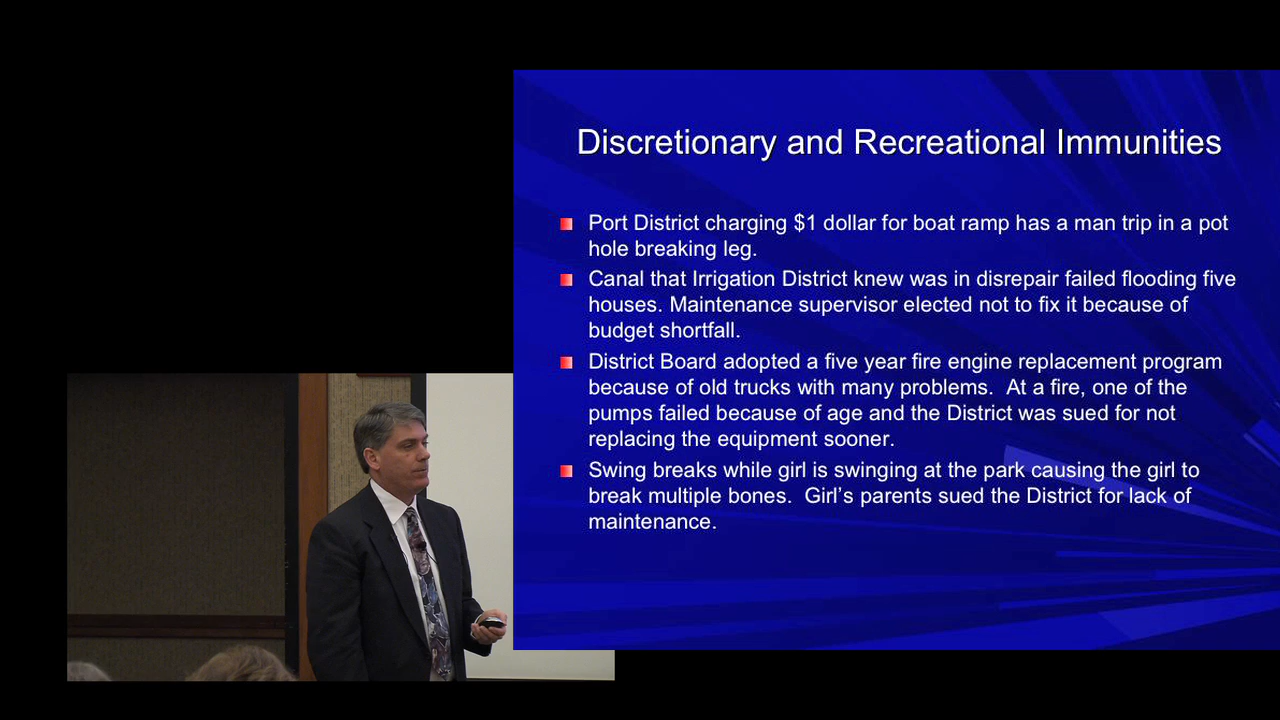 Discretionary and Recreational Immunities
Port District charging $1 dollar for boat ramp has a man trip in a pot
hole breaking leg.
Canal that Irrigation District knew was in disrepair failed flooding five
houses. Maintenance supervisor elected not to fix it because of
budget shortfall.
District Board adopted a five year fire engine replacement program
because of old trucks with many problems.  At a fire, one of the
pumps failed because of age and the District was sued for not
replacing the equipment sooner.
Swing breaks while girl is swinging at the park causing the girl to
break multiple bones.  Girl’s parents sued the District for lack of
maintenance.